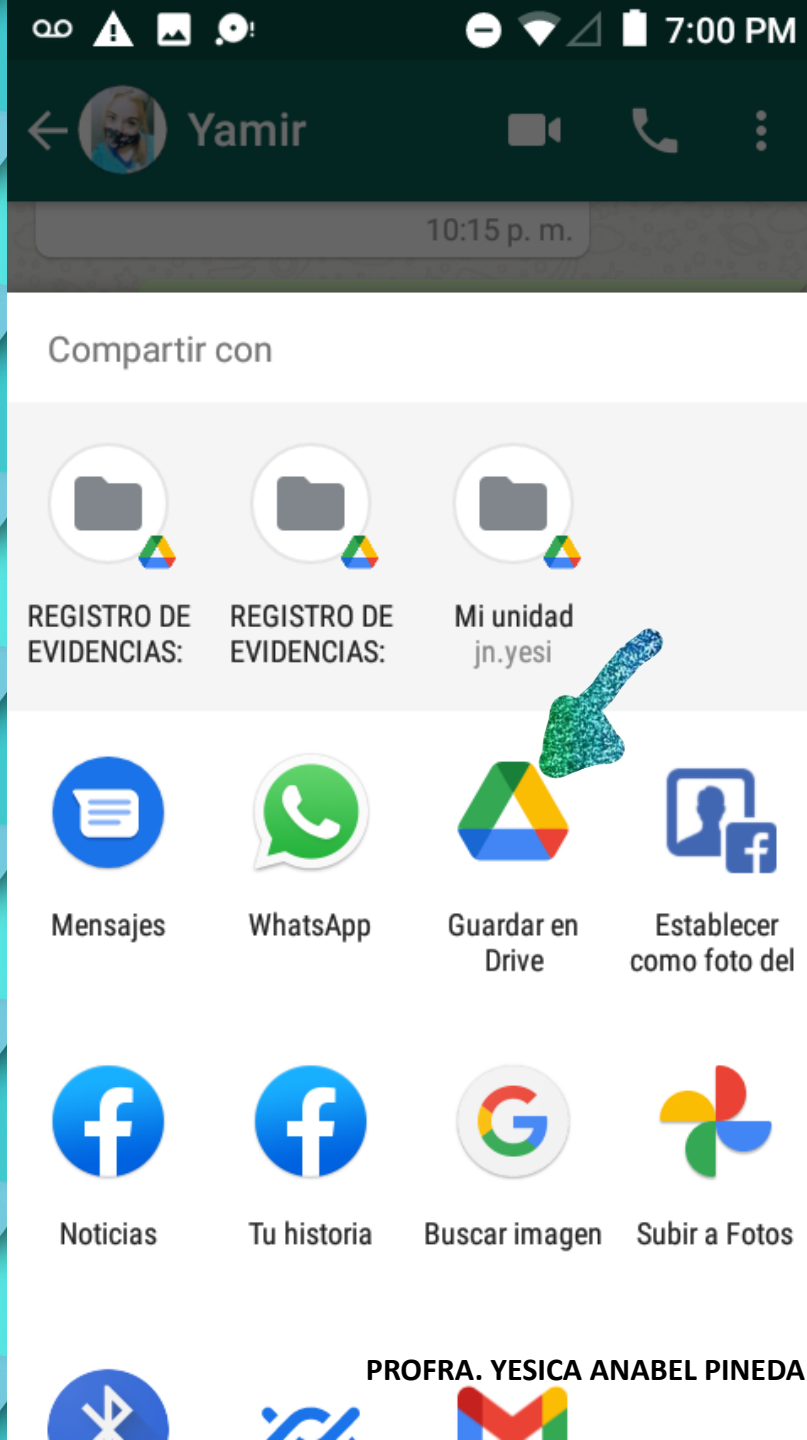 7:00 PM
Yamir
10:15 p. m.
Compartir con
REGISTRO DE
EVIDENCIAS:
REGISTRO DE
EVIDENCIAS:
Mi unidad
jn.yesi
Mensajes
WhatsApp
Guardar en
Drive
Establecer
como foto del
Noticias
Tu historia
Buscar imagen
Subir a Fotos
PROFRA. YESICA ANABEL PINEDA